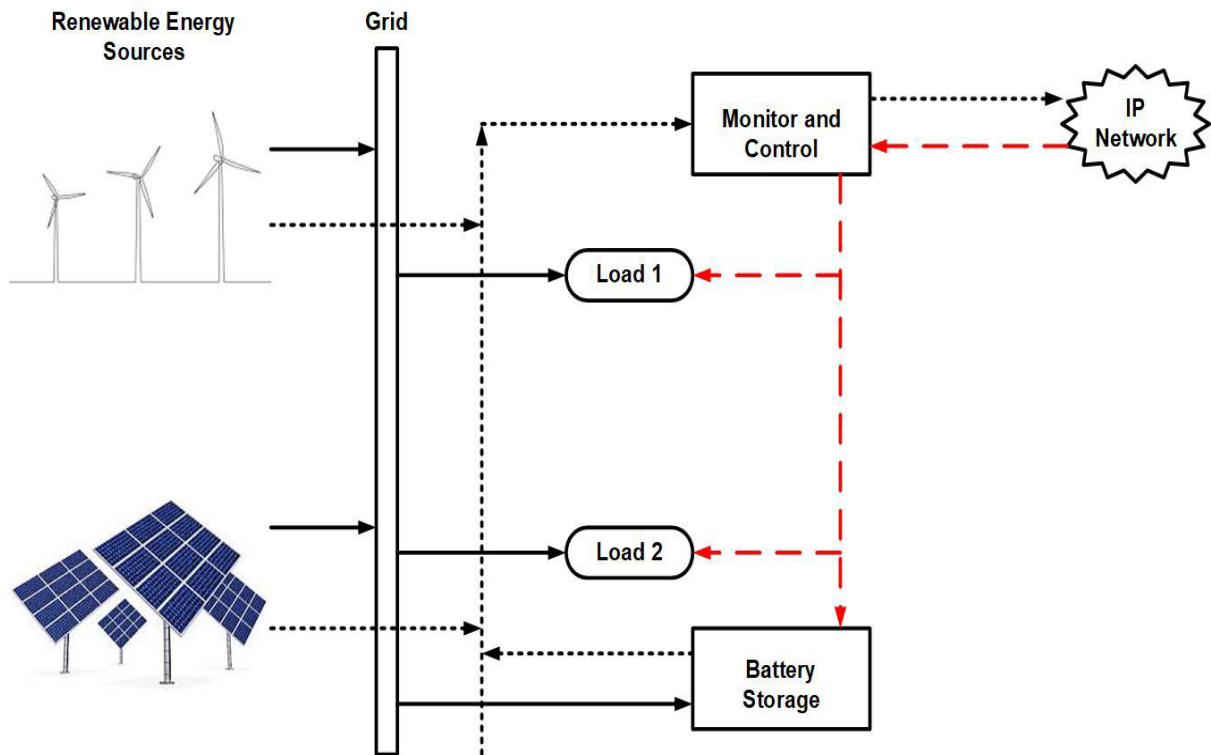 Renewable Energy
Sources
Grid
Monitor and
Control
IP
Network
Load 1
Load 2
Battery
Storage